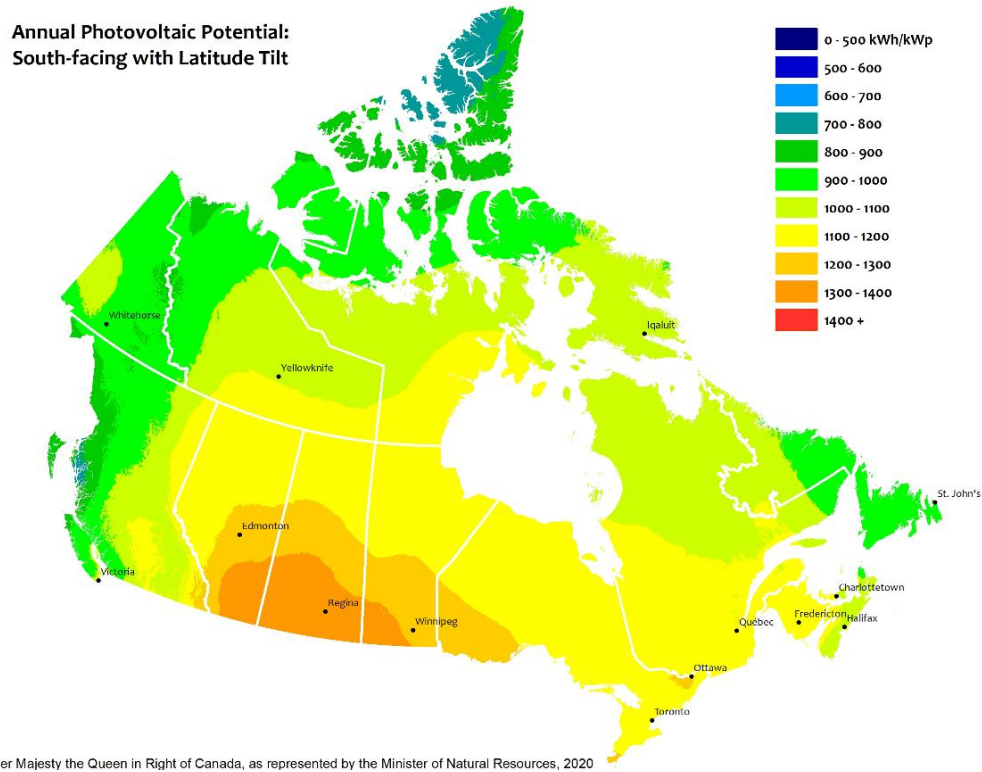 Annual Photovoltaic Potential:
South-facing with Latitude Tilt
0 - 500 kWh/kWp
500 - 600
600 - 700
700 - 800
800 - 900
900 - 1000
1000 - 1100
1100 - 1200
1200 - 1300
1300 - 1400
1400 +
Whitehorse
Iqaluit
Yellowknife
St. John's
Edmonton
Victoria
Charlottetown
Regina
Fredericton
Halifax
Winnipeg
Québec
Ottawa
Toronto
er Majesty the Queen in Right of Canada, as represented by the Minister of Natural Resources, 2020